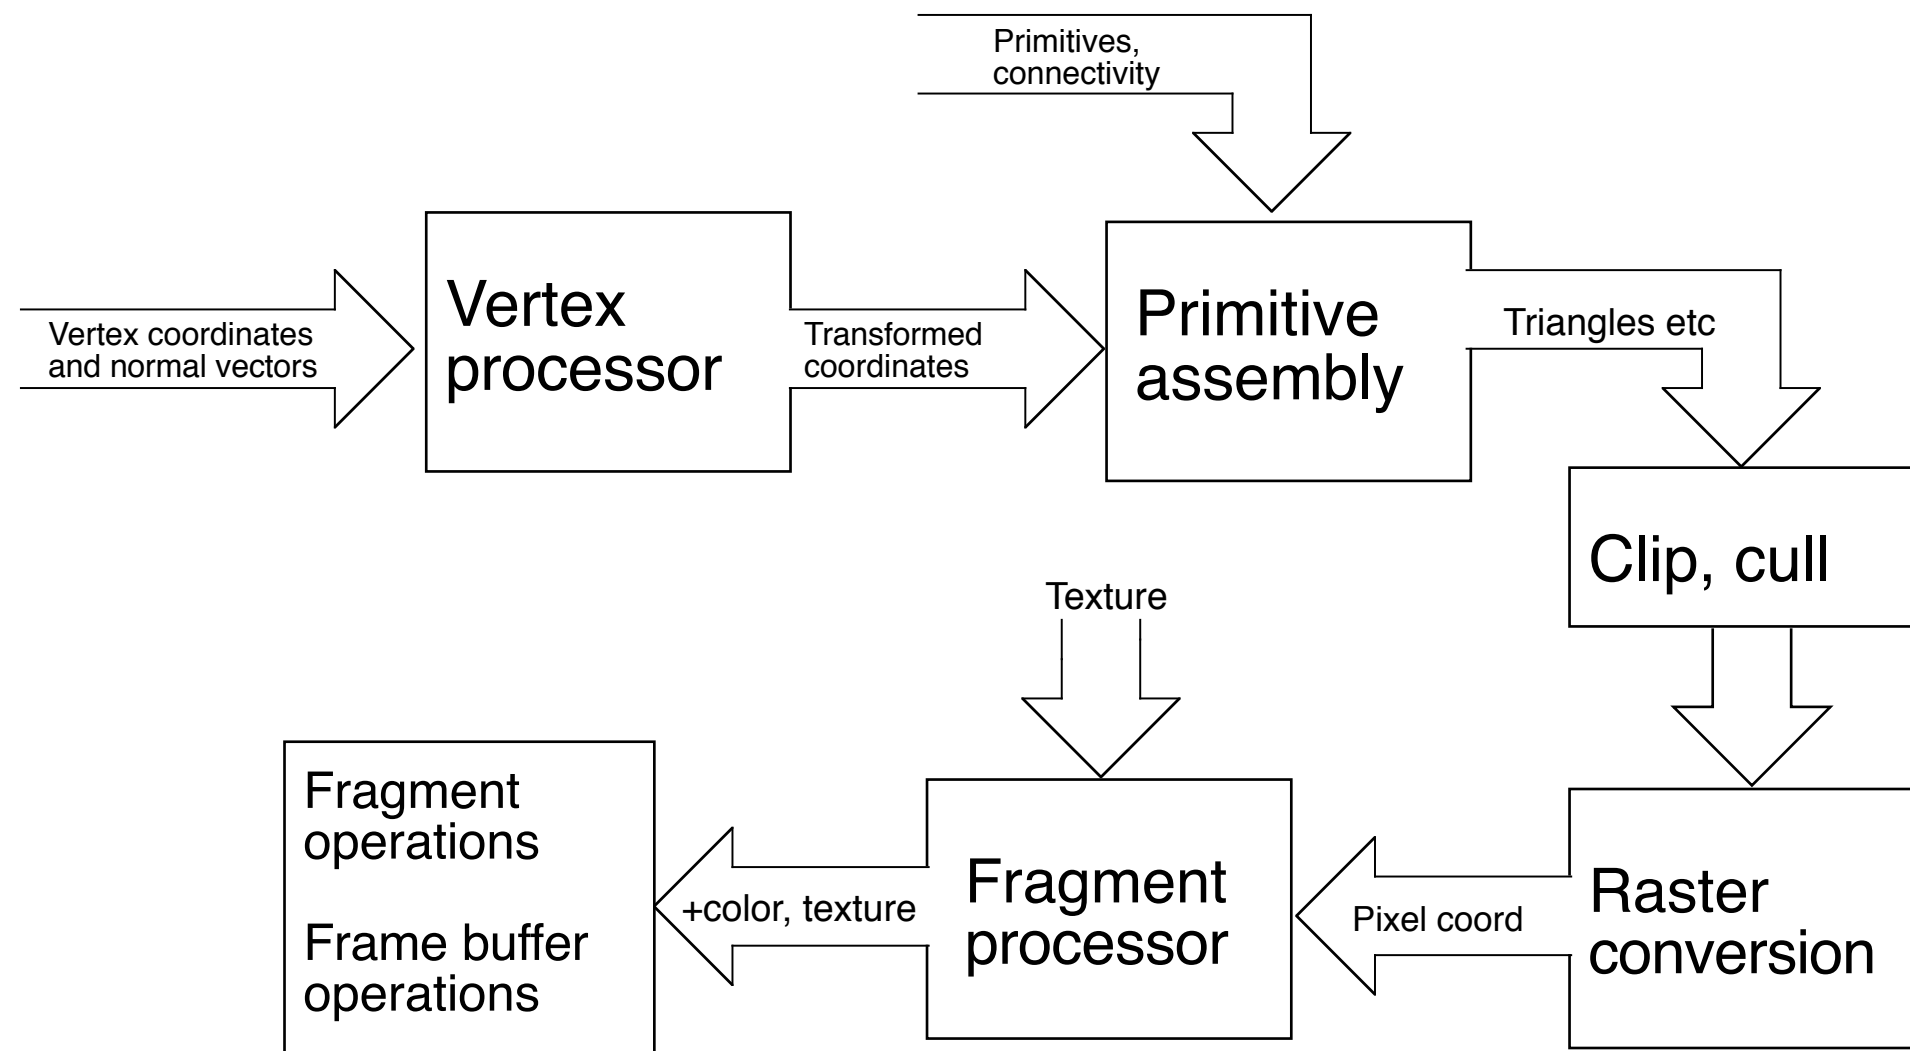 Primitives,
connectivity
Vertex coordinates
and normal vectors
Vertex
processor
Transformed
coordinates
Primitive
assembly
Triangles etc
Clip, cull
Raster
conversion
Pixel coord
Texture
Fragment
processor
+color, texture
Fragment
operations
Frame buffer
operations